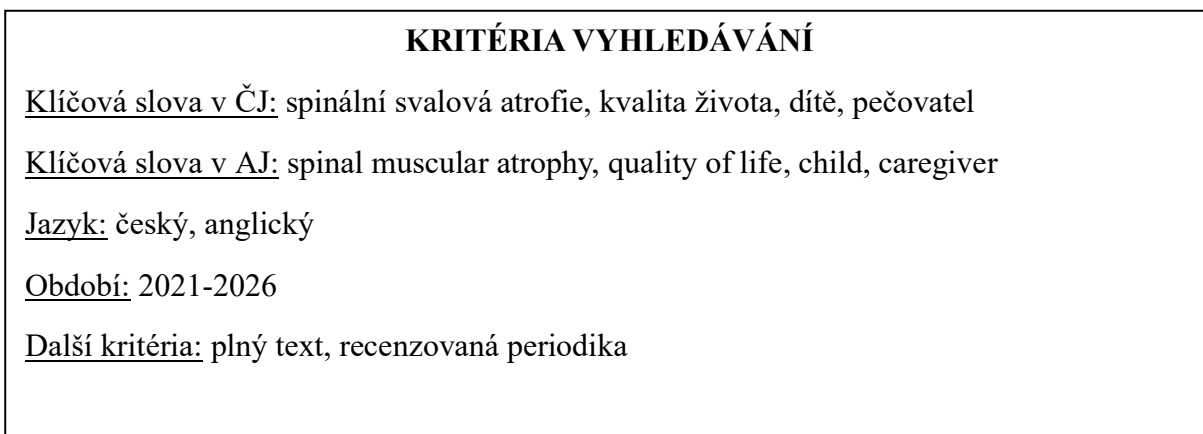 KRITÉRIA VYHLEDÁVÁNÍ
Klíčová slova v ČJ: spinální svalová atrofie, kvalita života, dítě, pečovatel
Klíčová slova v AJ: spinal muscular atrophy, quality of life, child, caregiver
Jazyk: český, anglický
Období: 2021-2026
Další kritéria: plný text, recenzovaná periodika